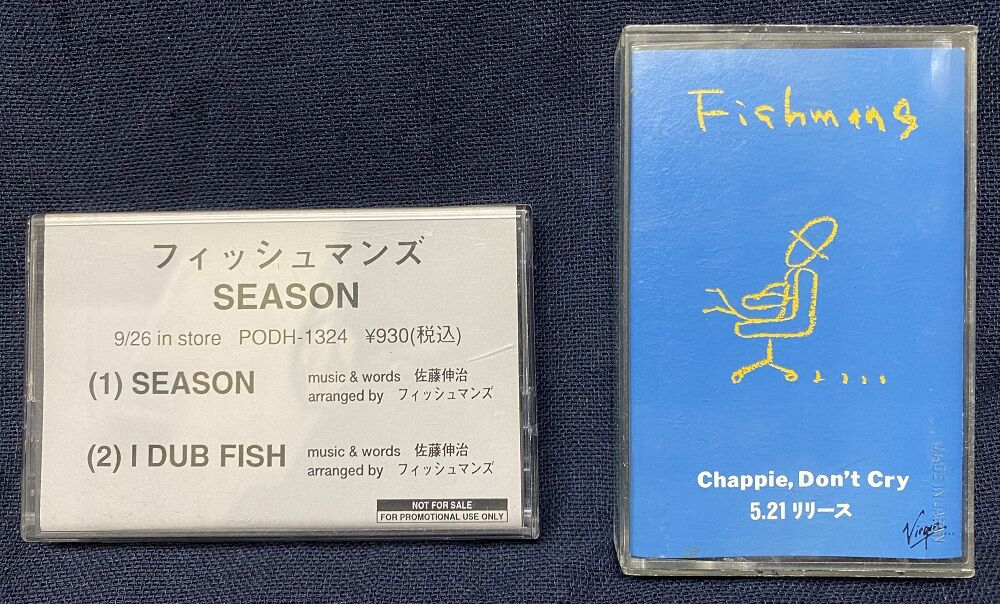 フィッシュマンズ
SEASON
9/26 in store PODH-1324 ¥930(税込)
(1) SEASON music & words 佐藤伸治
arranged by フィッシュマンズ
(2) I DUB FISH music & words 佐藤伸治
arranged by フィッシュマンズ
NOT FOR SALE
FOR PROMOTIONAL USE ONLY
Fishmans
Chappie, Don't Cry
5.21 リリース
Virgin
MADE IN JAPAN